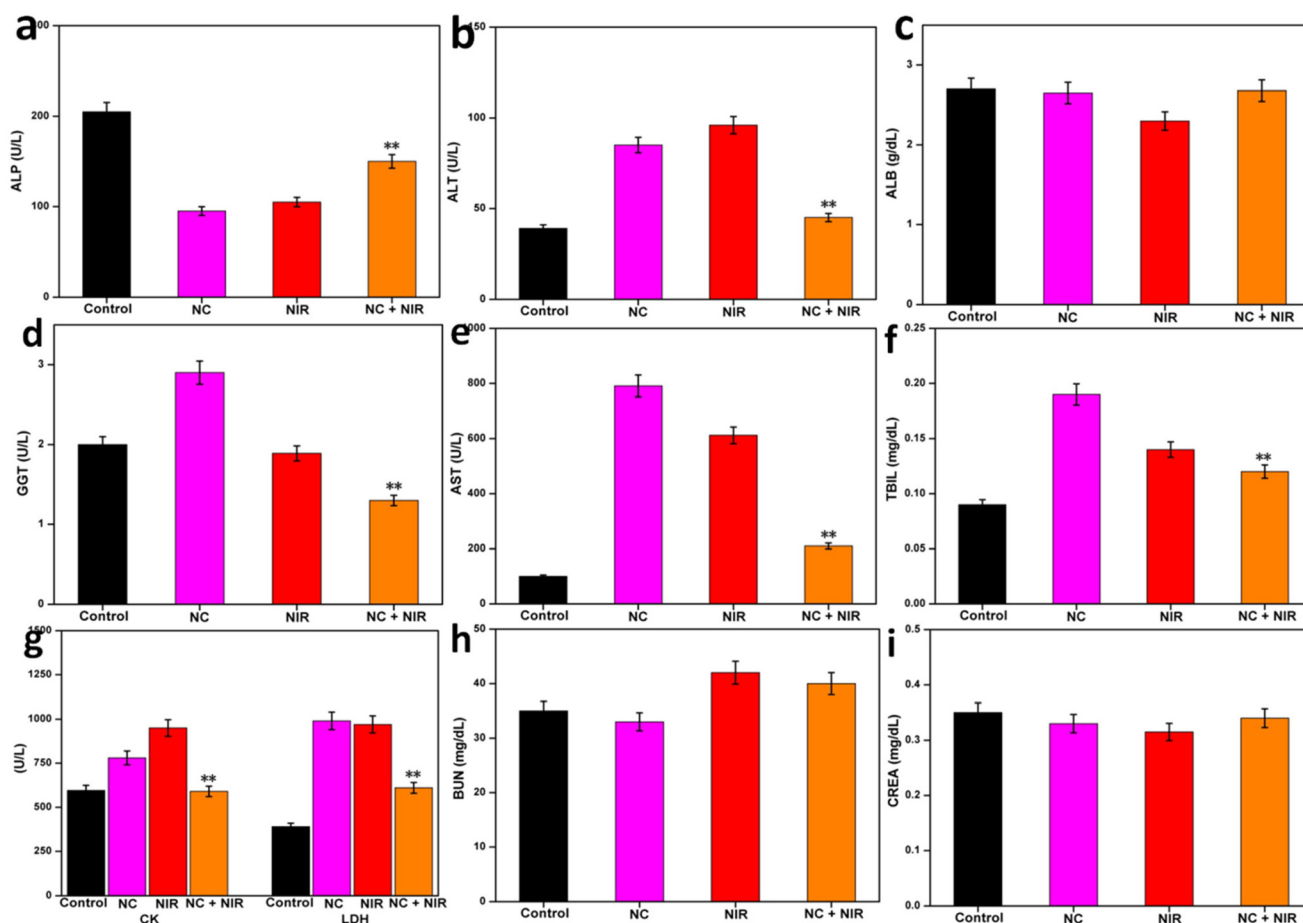 a
ALP (U/L)
300
200
100
0
Control NC NIR NC + NIR
**
b
ALT (U/L)
150
100
50
0
Control NC NIR NC + NIR
**
c
ALB (g/dL)
3
2
1
0
Control NC NIR NC + NIR
d
GGT (U/L)
3
2
1
0
Control NC NIR NC + NIR
**
e
AST (U/L)
1000
800
600
400
200
0
Control NC NIR NC + NIR
**
f
TBIL (mg/dL)
0.25
0.20
0.15
0.10
0.05
0.00
Control NC NIR NC + NIR
**
g
(U/L)
1500
1250
1000
750
500
250
0
** **
Control NC NIR NC + NIR Control NC NIR NC + NIR
CK LDH
h
BUN (mg/dL)
50
40
30
20
10
0
Control NC NIR NC + NIR
i
CREA (mg/dL)
0.5
0.4
0.3
0.2
0.1
0.0
Control NC NIR NC + NIR